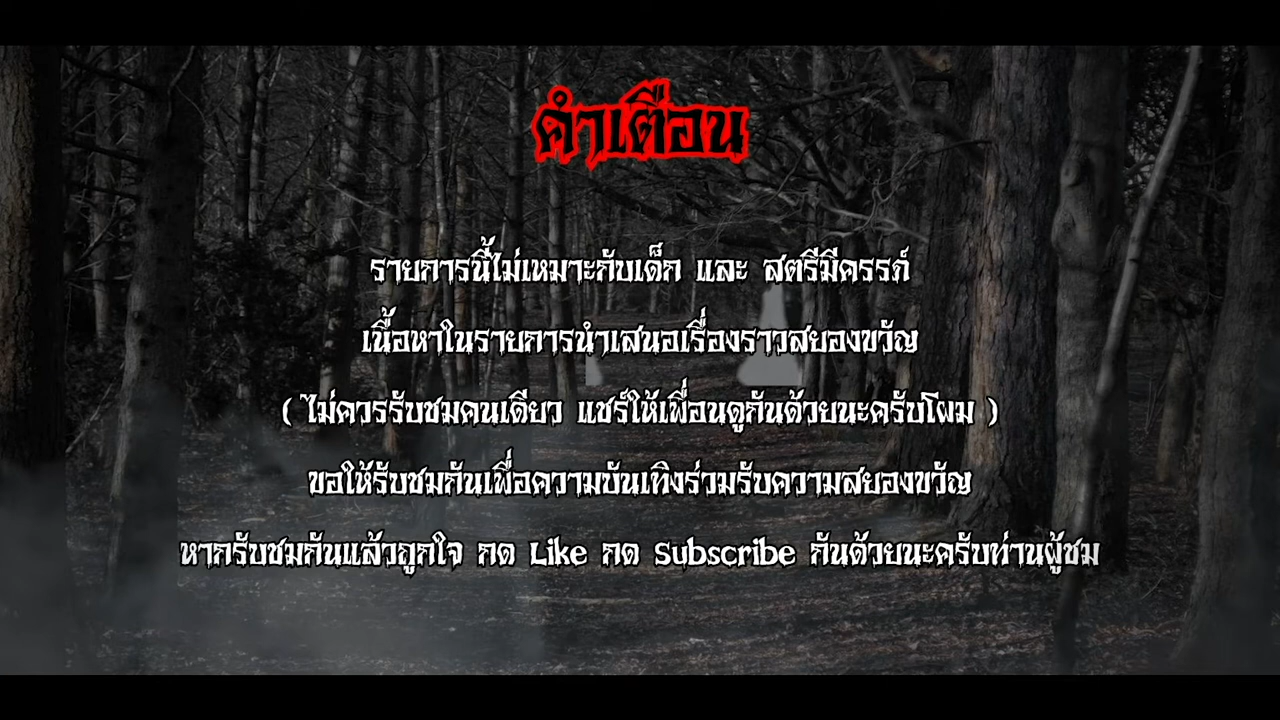 คำเตือน
รายการนี้ไม่เหมาะกับเด็ก และ สตรีมีครรภ์
เนื้อหาในรายการนำเสนอเรื่องราวสยองขวัญ
( ไม่ควรรับชมคนเดียว แชร์ให้เพื่อนดูกันด้วยนะครับโผม )
ขอให้รับชมกันเพื่อความบันเทิงร่วมรับความสยองขวัญ
หากรับชมกันแล้วถูกใจ กด Like กด Subscribe กันด้วยนะครับท่านผู้ชม